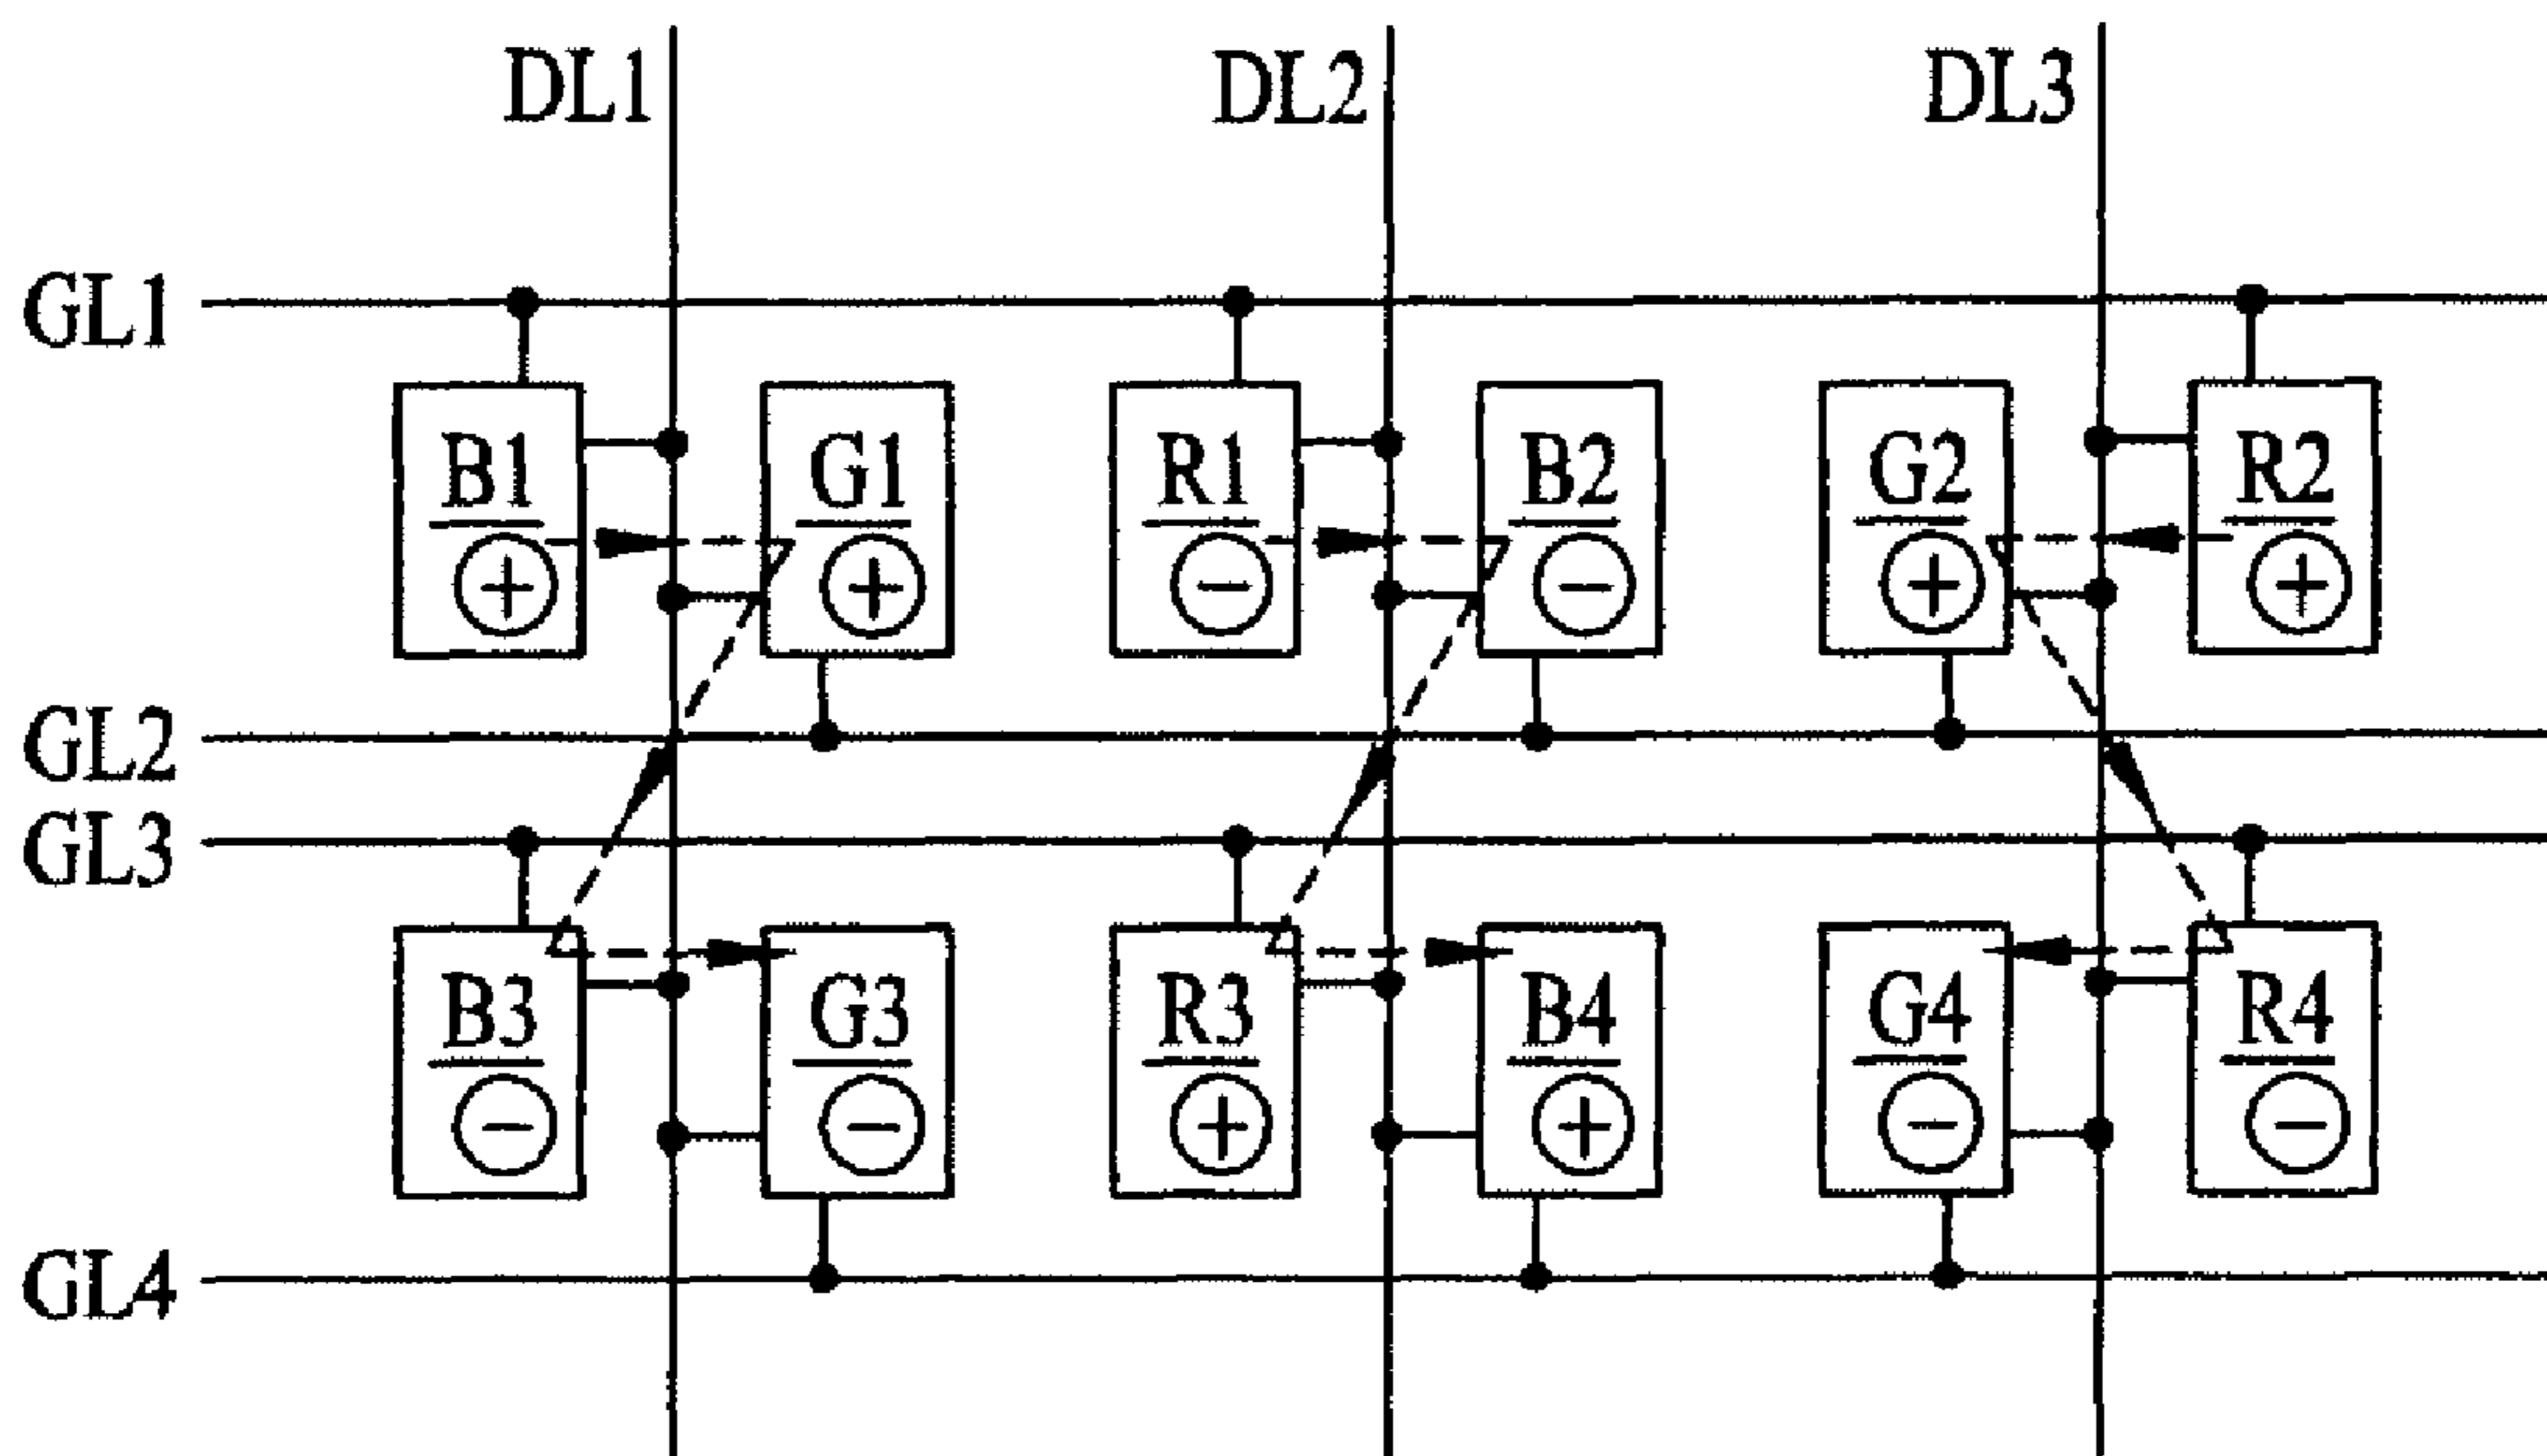 DL1 DL2 DL3
GL1
B1 G1 R1 B2 G2 R2
+ + − − + +
GL2
GL3
B3 G3 R3 B4 G4 R4
− − + + − −
GL4